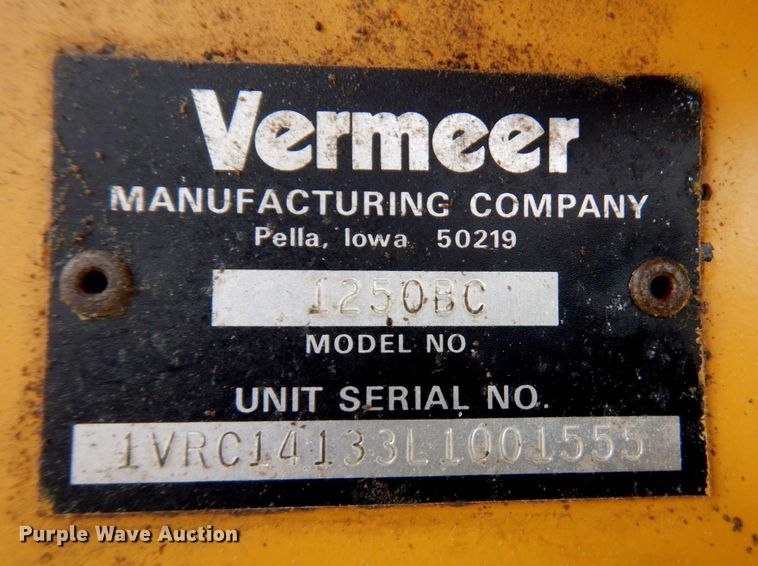 Vermeer
MANUFACTURING COMPANY
Pella, Iowa 50219
1250BC
MODEL NO.
UNIT SERIAL NO.
1VRC14133L1001555
Purple Wave Auction